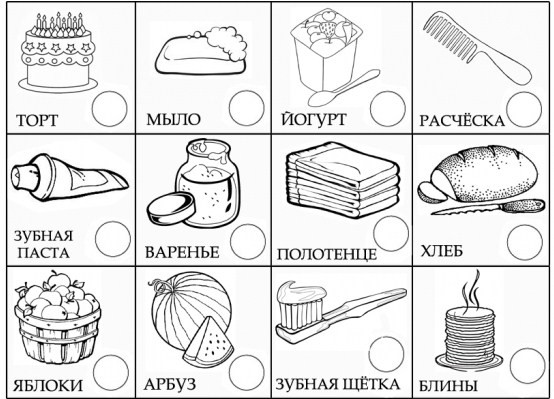 ТОРТ
МЫЛО
ЙОГУРТ
РАСЧЁСКА
ЗУБНАЯ
ПАСТА
ВАРЕНЬЕ
ПОЛОТЕНЦЕ
ХЛЕБ
ЯБЛОКИ
АРБУЗ
ЗУБНАЯ ЩЁТКА
БЛИНЫ